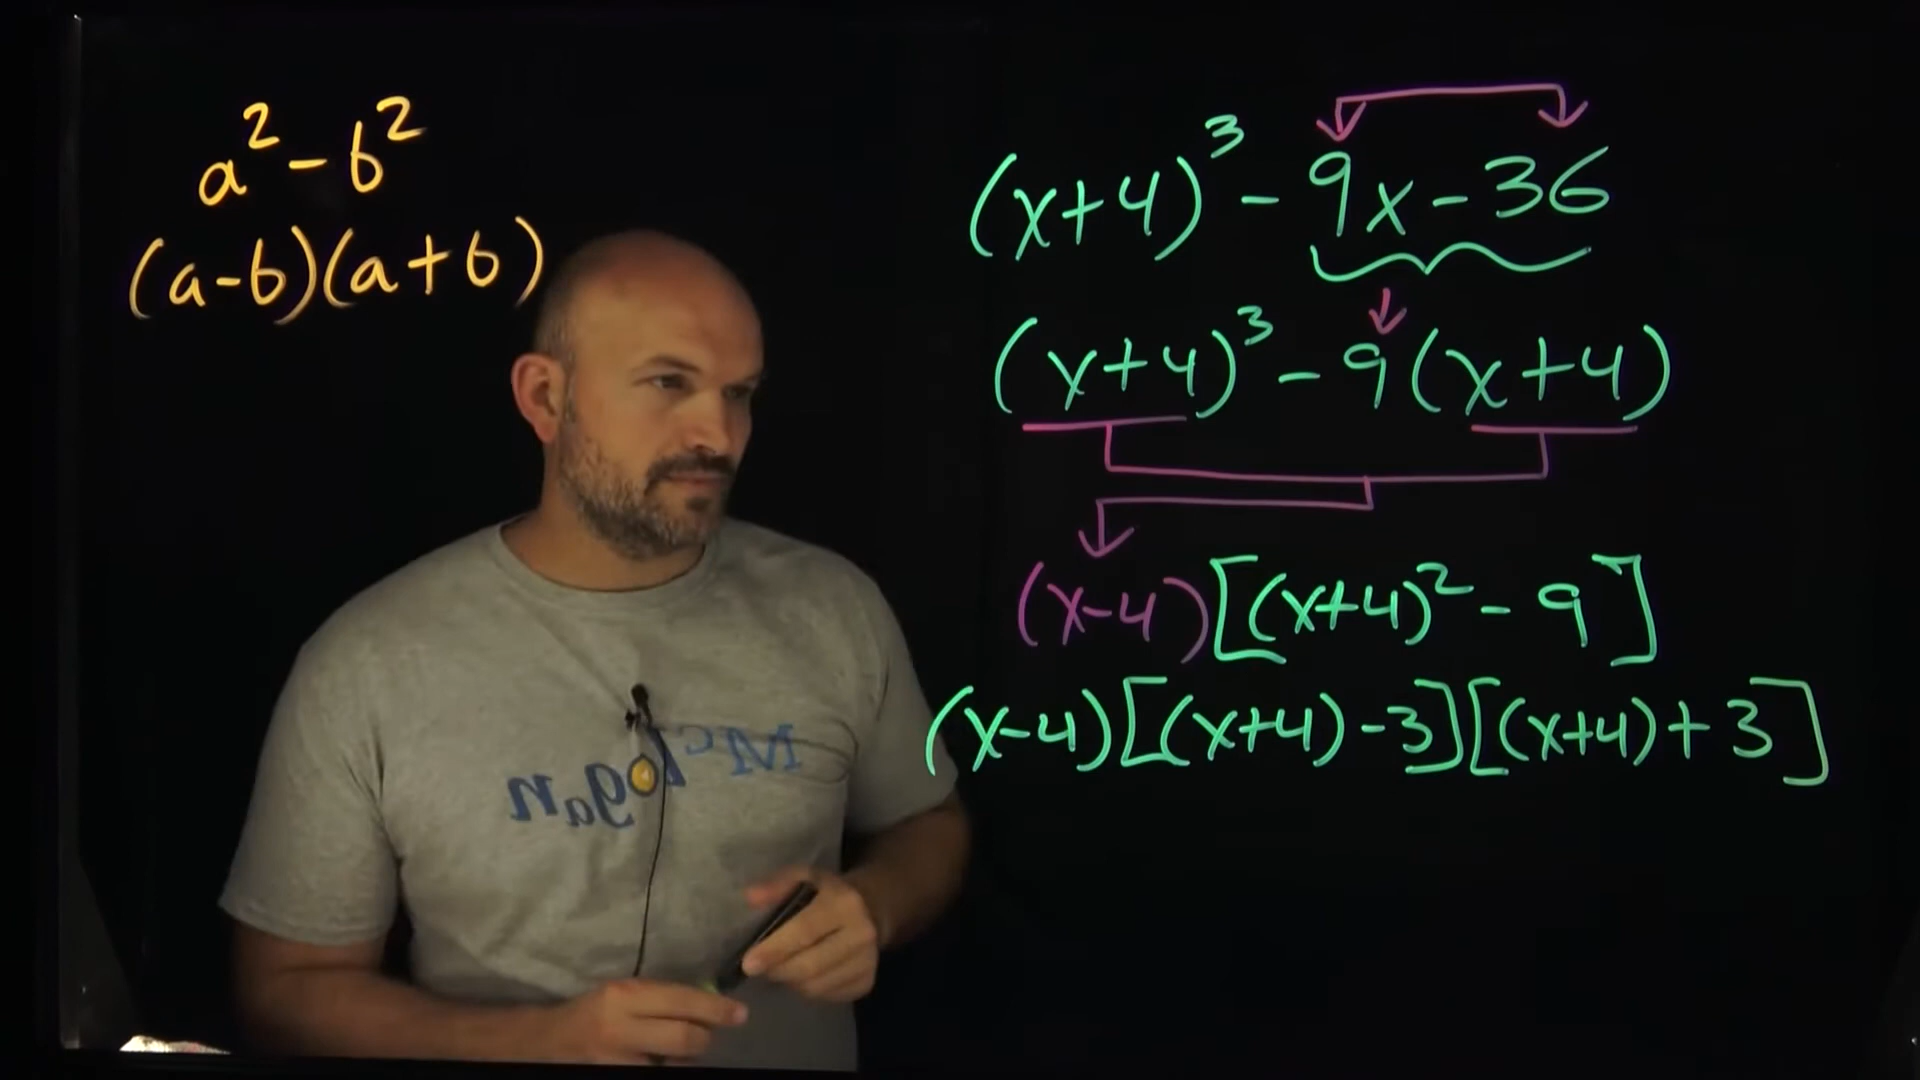 a² - b²
(a-b)(a+b)
(x+4)³ - 9x - 36
(x+4)³ - 9(x+4)
(x-4)[(x+4)² - 9]
(x-4)[(x+4)-3][(x+4)+3]
McLogan